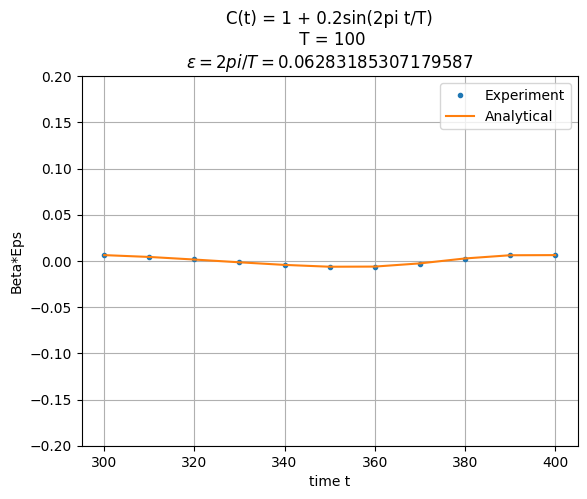 C(t) = 1 + 0.2sin(2pi t/T)
T = 100
ε = 2pi/T = 0.06283185307179587
Experiment
Analytical
0.20
0.15
0.10
0.05
0.00
−0.05
−0.10
−0.15
−0.20
Beta*Eps
300
320
340
360
380
400
time t